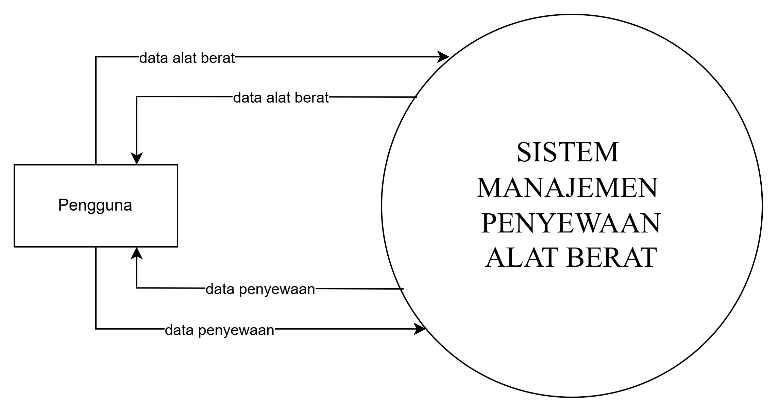 data alat berat
data alat berat
Pengguna
SISTEM
MANAJEMEN
PENYEWAAN
ALAT BERAT
data penyewaan
data penyewaan